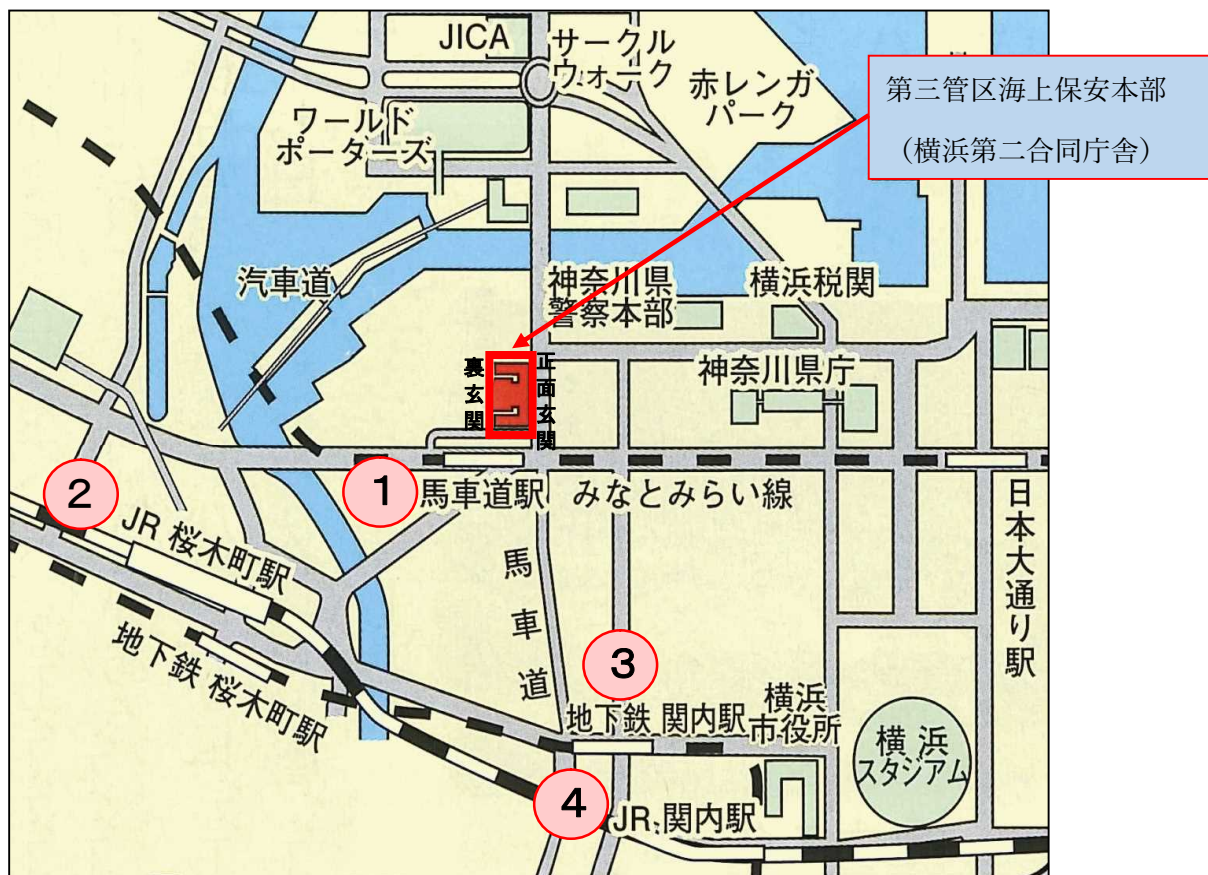 JICA
サークル
ウォーク
赤レンガ
パーク
第三管区海上保安本部
（横浜第二合同庁舎）
ワールド
ポーターズ
汽車道
神奈川県
警察本部
横浜税関
裏玄関
正面玄関
神奈川県庁
1
馬車道駅
みなとみらい線
2
JR 桜木町駅
地下鉄 桜木町駅
馬車道
日本大通り駅
3
地下鉄 関内駅
横浜
市役所
横浜
スタジアム
4
JR 関内駅